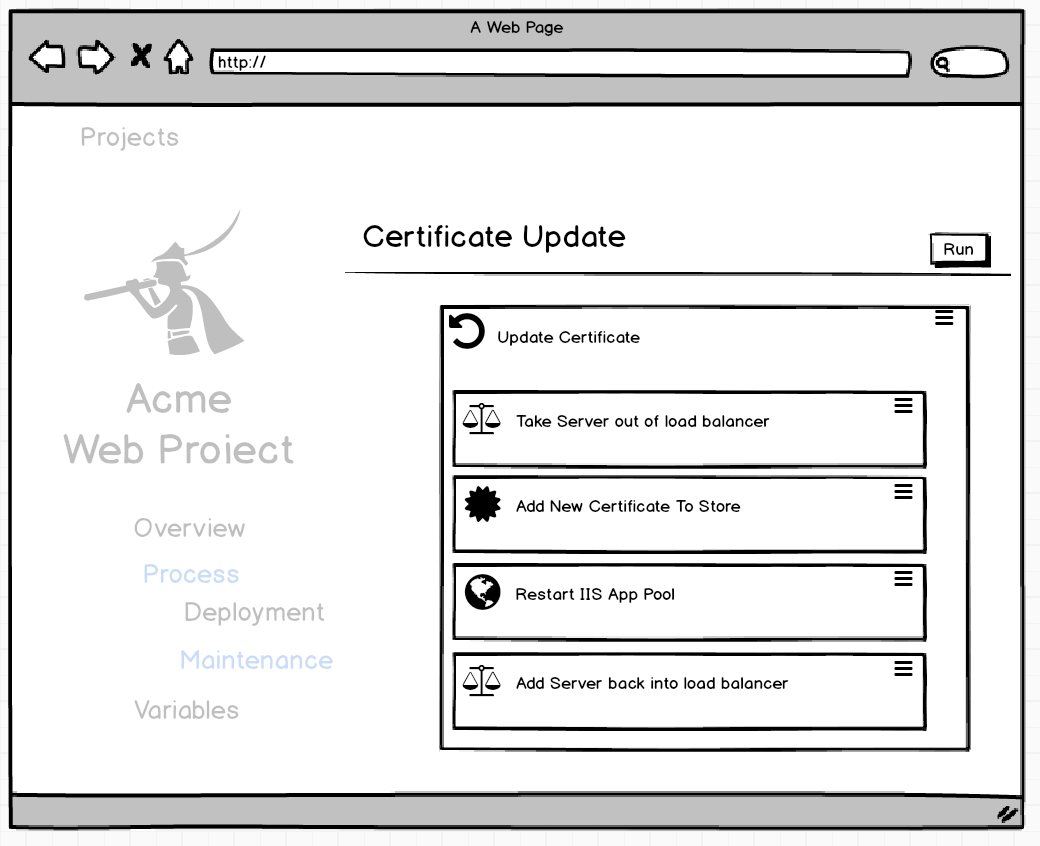 A Web Page
http://
Projects
Certificate Update
Run
Update Certificate
Take Server out of load balancer
Add New Certificate To Store
Restart IIS App Pool
Add Server back into load balancer
Acme
Web Proiect
Overview
Process
Deployment
Maintenance
Variables